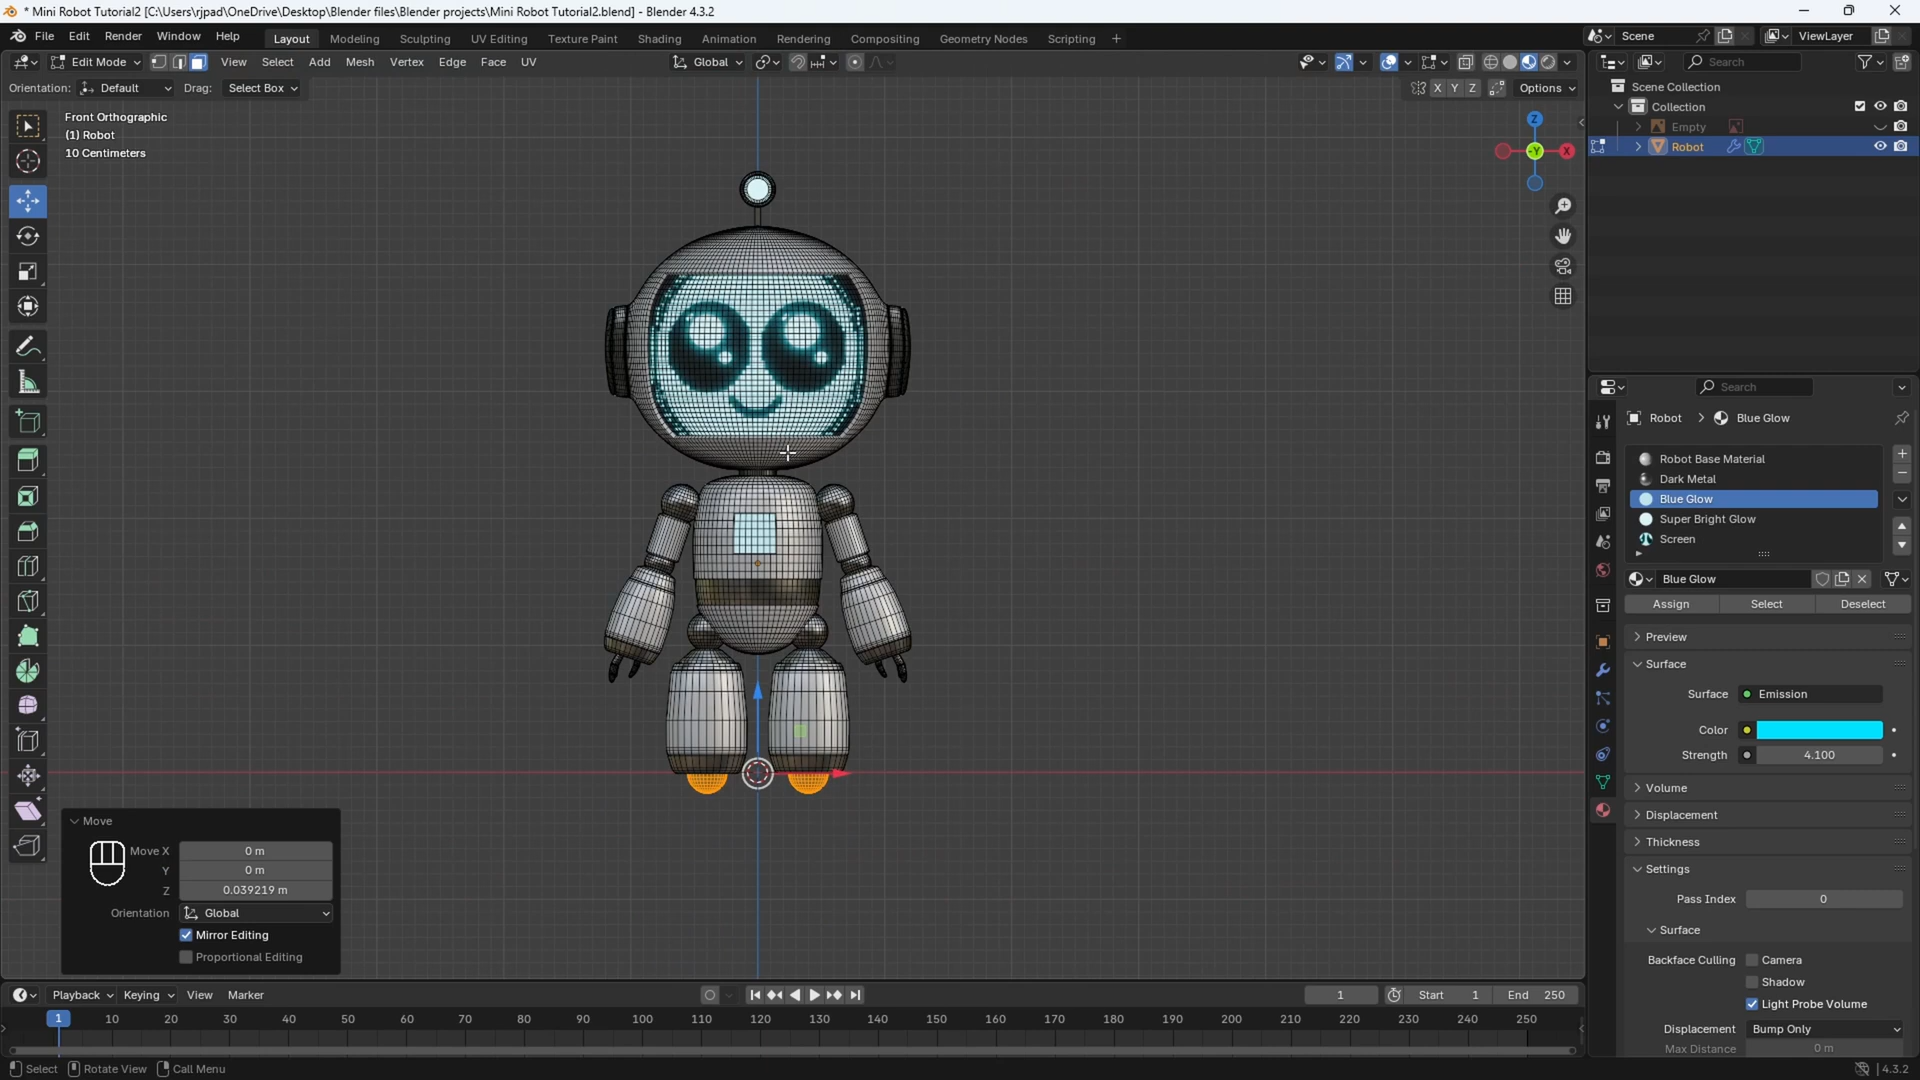 * Mini Robot Tutorial2 [C:\Users\rjpad\OneDrive\Desktop\Blender files\Blender projects\Mini Robot Tutorial2.blend] - Blender 4.3.2
File Edit Render Window Help Layout Modeling Sculpting UV Editing Texture Paint Shading Animation Rendering Compositing Geometry Nodes Scripting + Scene ViewLayer
Edit Mode View Select Add Mesh Vertex Edge Face UV Global Search
Orientation: Default Drag: Select Box X Y Z Options
Scene Collection
Collection
Empty
Robot
Front Orthographic
(1) Robot
10 Centimeters
Z
-Y
X
Search
Robot > Blue Glow
Robot Base Material
Dark Metal
Blue Glow
Super Bright Glow
Screen
Blue Glow
Assign Select Deselect
Preview
Surface
Surface Emission
Color
Strength 4.100
Volume
Displacement
Thickness
Settings
Pass Index 0
Surface
Backface Culling Camera
Shadow
Light Probe Volume
Displacement Bump Only
Max Distance 0 m
Move
Move X 0 m
Y 0 m
Z 0.039219 m
Orientation Global
Mirror Editing
Proportional Editing
Playback Keying View Marker 1 Start 1 End 250
1 10 20 30 40 50 60 70 80 90 100 110 120 130 140 150 160 170 180 190 200 210 220 230 240 250
Select Rotate View Call Menu 4.3.2